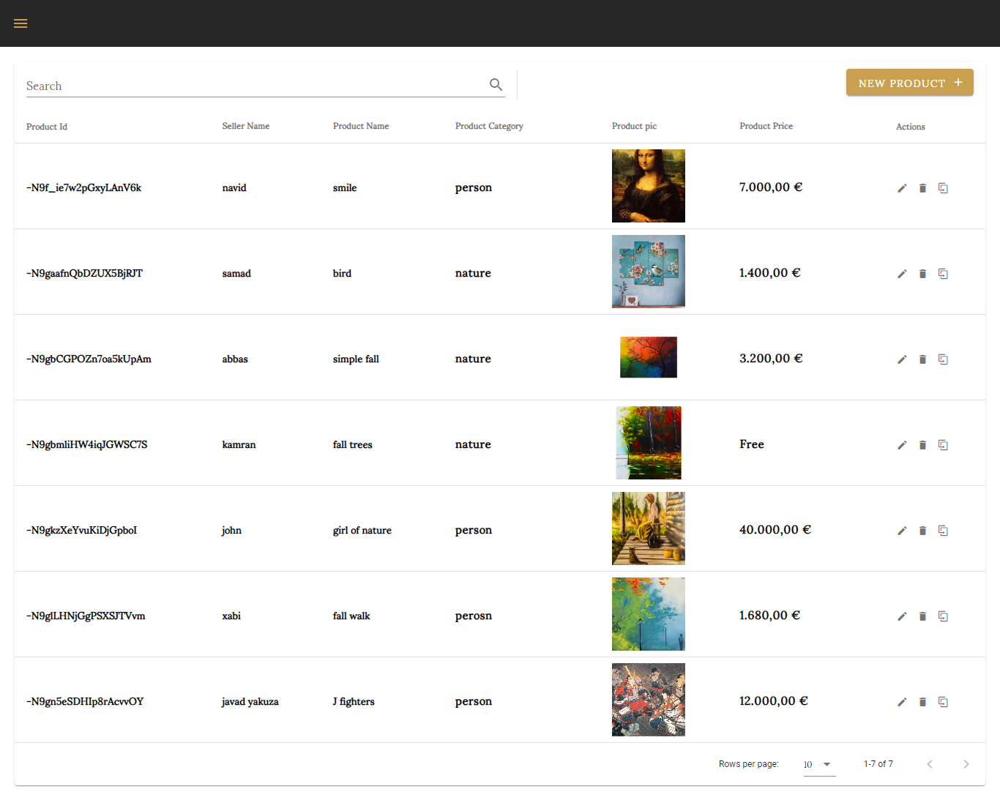 Search
NEW PRODUCT +
Product Id Seller Name Product Name Product Category Product pic Product Price Actions
-N9f_ie7w2pGxyLAnV6k navid smile person 7.000,00 €
-N9gaafnQbDZUX5BjRJT samad bird nature 1.400,00 €
-N9gbCGPOZn7oa5kUpAm abbas simple fall nature 3.200,00 €
-N9gbmliHW4iqJGWSC7S kamran fall trees nature Free
-N9gkzXeYvuKiDjGpboI john girl of nature person 40.000,00 €
-N9glLHNjGgPSXSJTVvm xabi fall walk perosn 1.680,00 €
-N9gn5eSDHIp8rAcvvOY javad yakuza J fighters person 12.000,00 €
Rows per page: 10 1-7 of 7